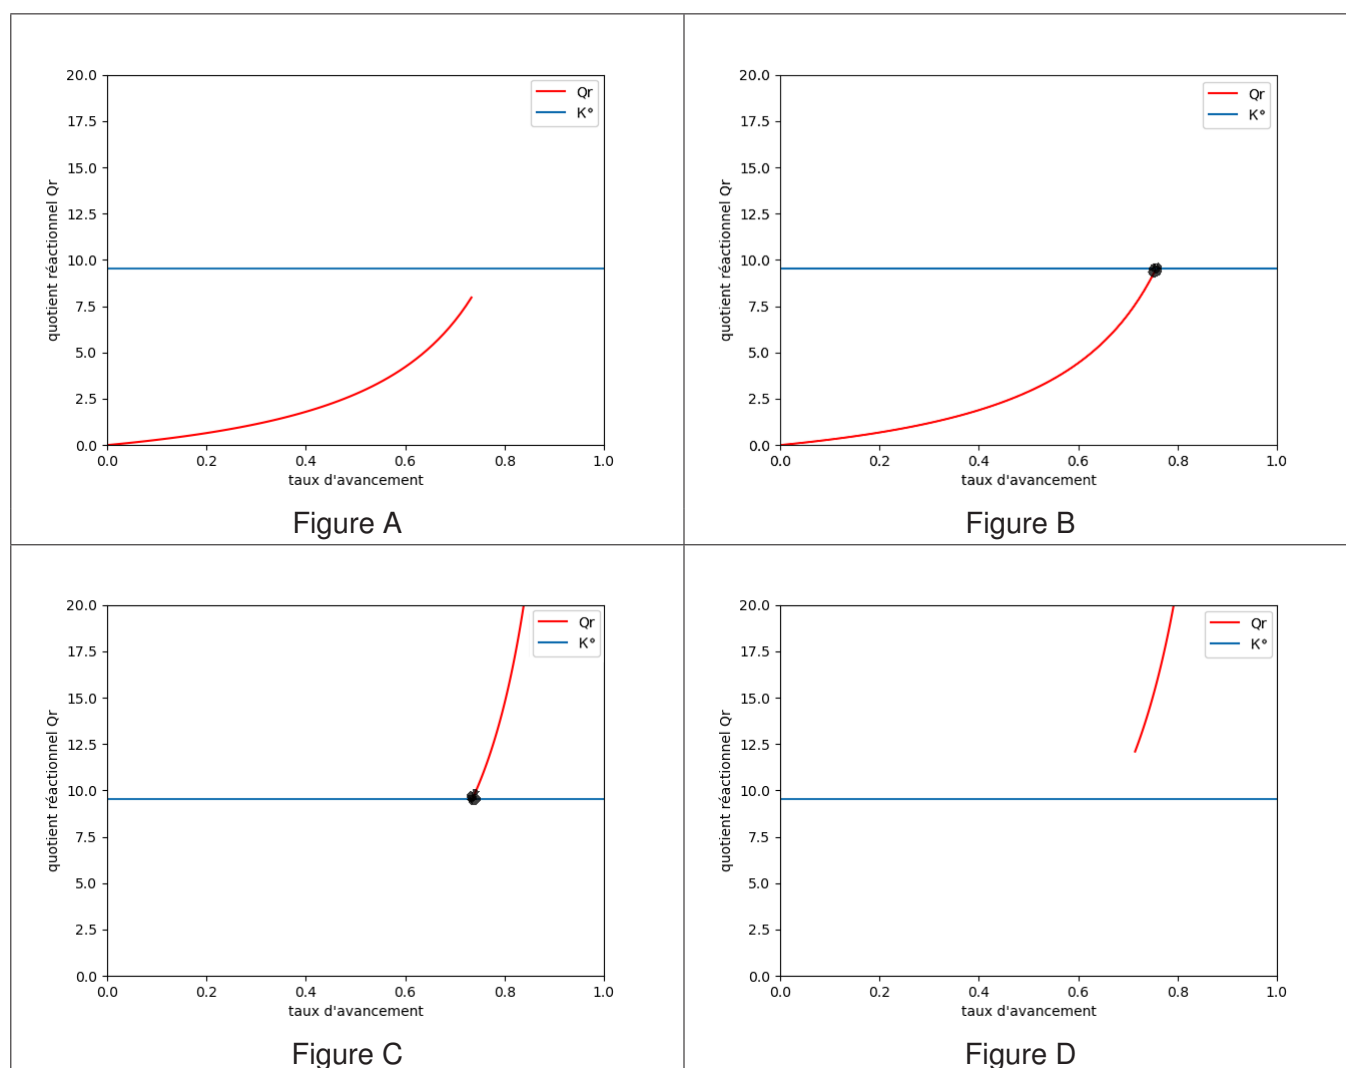 20.0
17.5
15.0
12.5
10.0
7.5
5.0
2.5
0.0
quotient réactionnel Qr
0.0 0.2 0.4 0.6 0.8 1.0
taux d'avancement
Qr
K°
Figure A
20.0
17.5
15.0
12.5
10.0
7.5
5.0
2.5
0.0
quotient réactionnel Qr
0.0 0.2 0.4 0.6 0.8 1.0
taux d'avancement
Qr
K°
Figure B
20.0
17.5
15.0
12.5
10.0
7.5
5.0
2.5
0.0
quotient réactionnel Qr
0.0 0.2 0.4 0.6 0.8 1.0
taux d'avancement
Qr
K°
Figure C
20.0
17.5
15.0
12.5
10.0
7.5
5.0
2.5
0.0
quotient réactionnel Qr
0.0 0.2 0.4 0.6 0.8 1.0
taux d'avancement
Qr
K°
Figure D